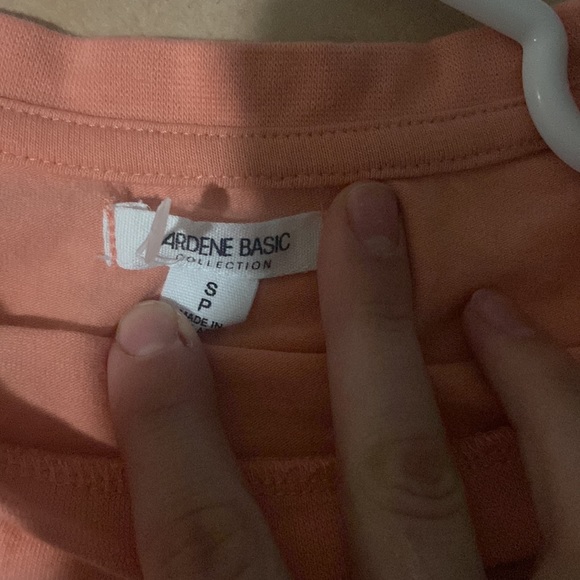 ARDENE BASIC
COLLECTION
S
P
MADE IN